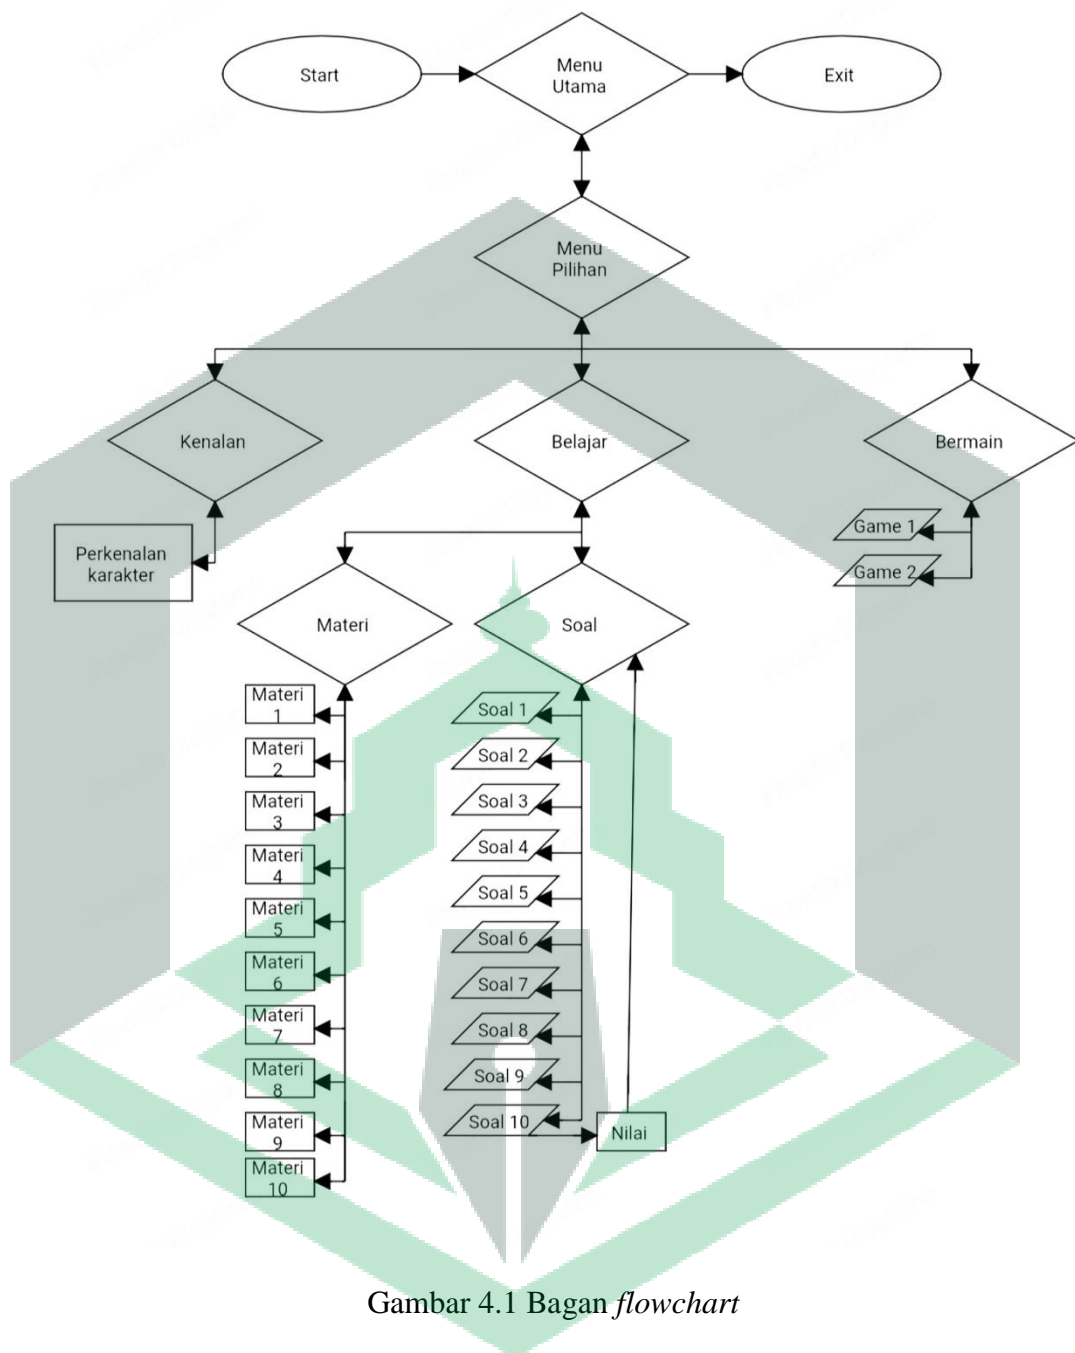 Start
Menu
Utama
Exit
Menu
Pilihan
Kenalan
Belajar
Bermain
Perkenalan
karakter
Game 1
Game 2
Materi
Soal
Materi
1
Materi
2
Materi
3
Materi
4
Materi
5
Materi
6
Materi
7
Materi
8
Materi
9
Materi
10
Soal 1
Soal 2
Soal 3
Soal 4
Soal 5
Soal 6
Soal 7
Soal 8
Soal 9
Soal 10
Nilai
Gambar 4.1 Bagan flowchart